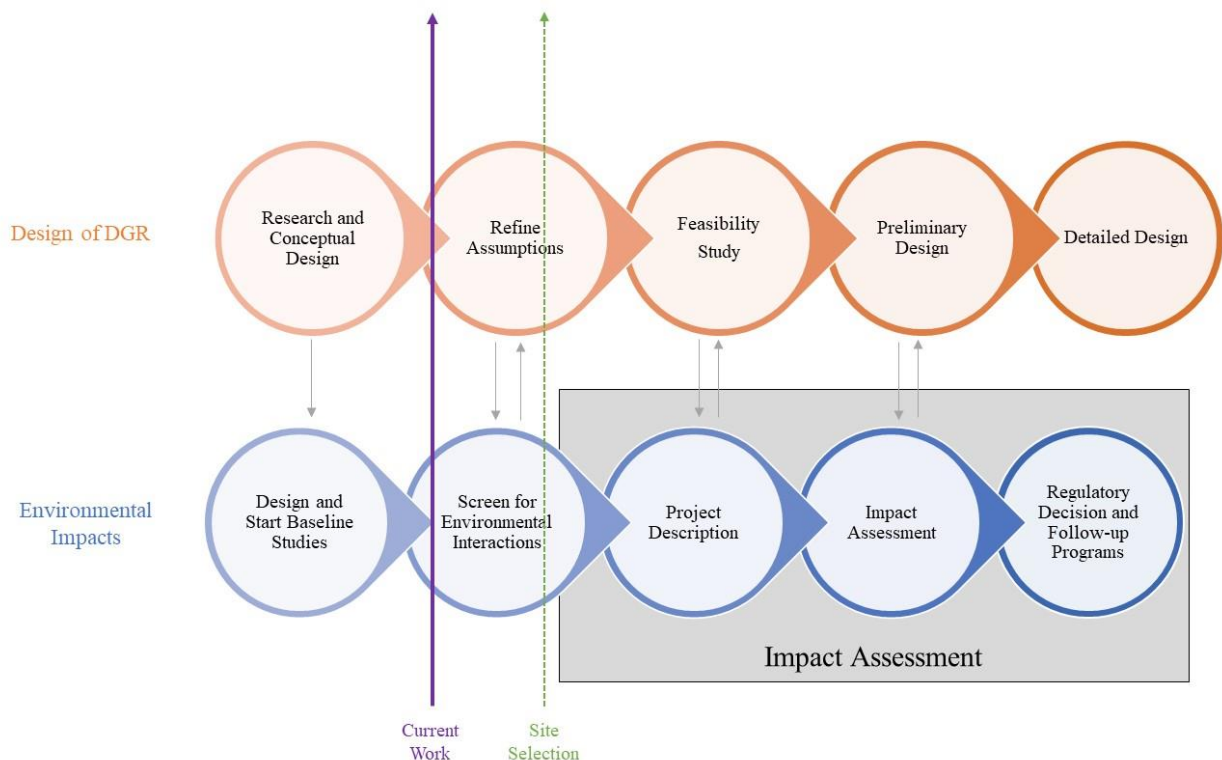 Design of DGR
Research and
Conceptual
Design
Refine
Assumptions
Feasibility
Study
Preliminary
Design
Detailed Design
Environmental
Impacts
Design and
Start Baseline
Studies
Screen for
Environmental
Interactions
Project
Description
Impact
Assessment
Regulatory
Decision and
Follow-up
Programs
Impact Assessment
Current
Work
Site
Selection